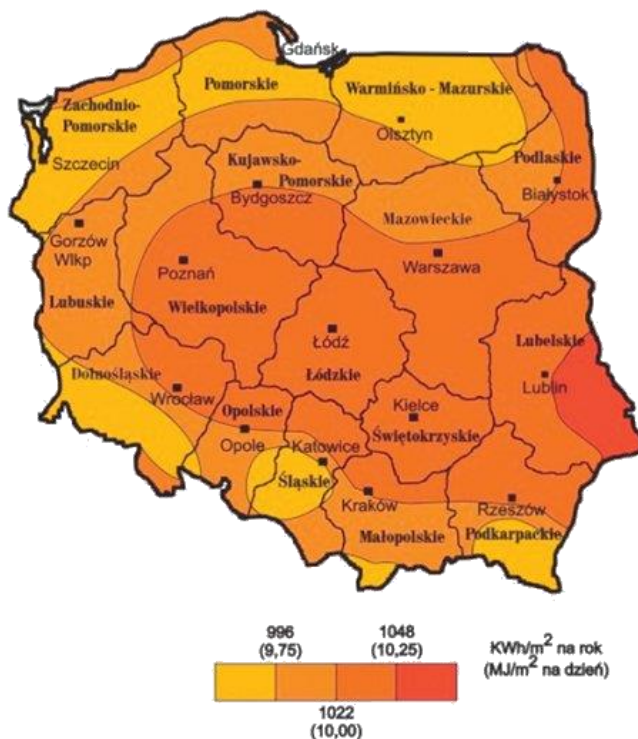 Gdańsk
Pomorskie
Warmińsko - Mazurskie
Zachodnio-
Pomorskie
Olsztyn
Szczecin
Kujawsko-
Pomorskie
Podlaskie
Bydgoszcz
Białystok
Mazowieckie
Gorzów
Wlkp
Poznań
Warszawa
Lubuskie
Wielkopolskie
Łódź
Lubelskie
Łódzkie
Lublin
Dolnośląskie
Wrocław
Opolskie
Kielce
Opole
Katowice
Świętokrzyskie
Śląskie
Kraków
Rzeszów
Małopolskie
Podkarpackie
996
(9,75)
1048
(10,25)
KWh/m² na rok
(MJ/m² na dzień)
1022
(10,00)